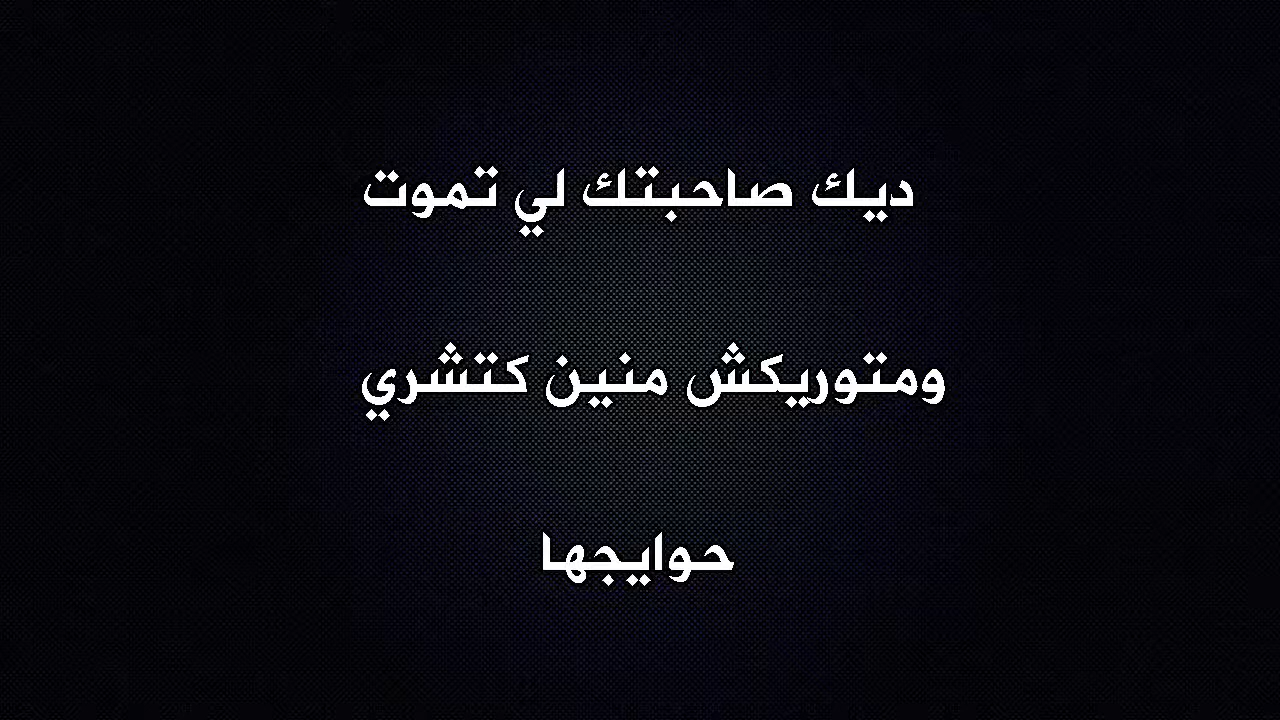 ديك صاحبتك لي تموت
ومتوريكش منين كتشري
حوايجها